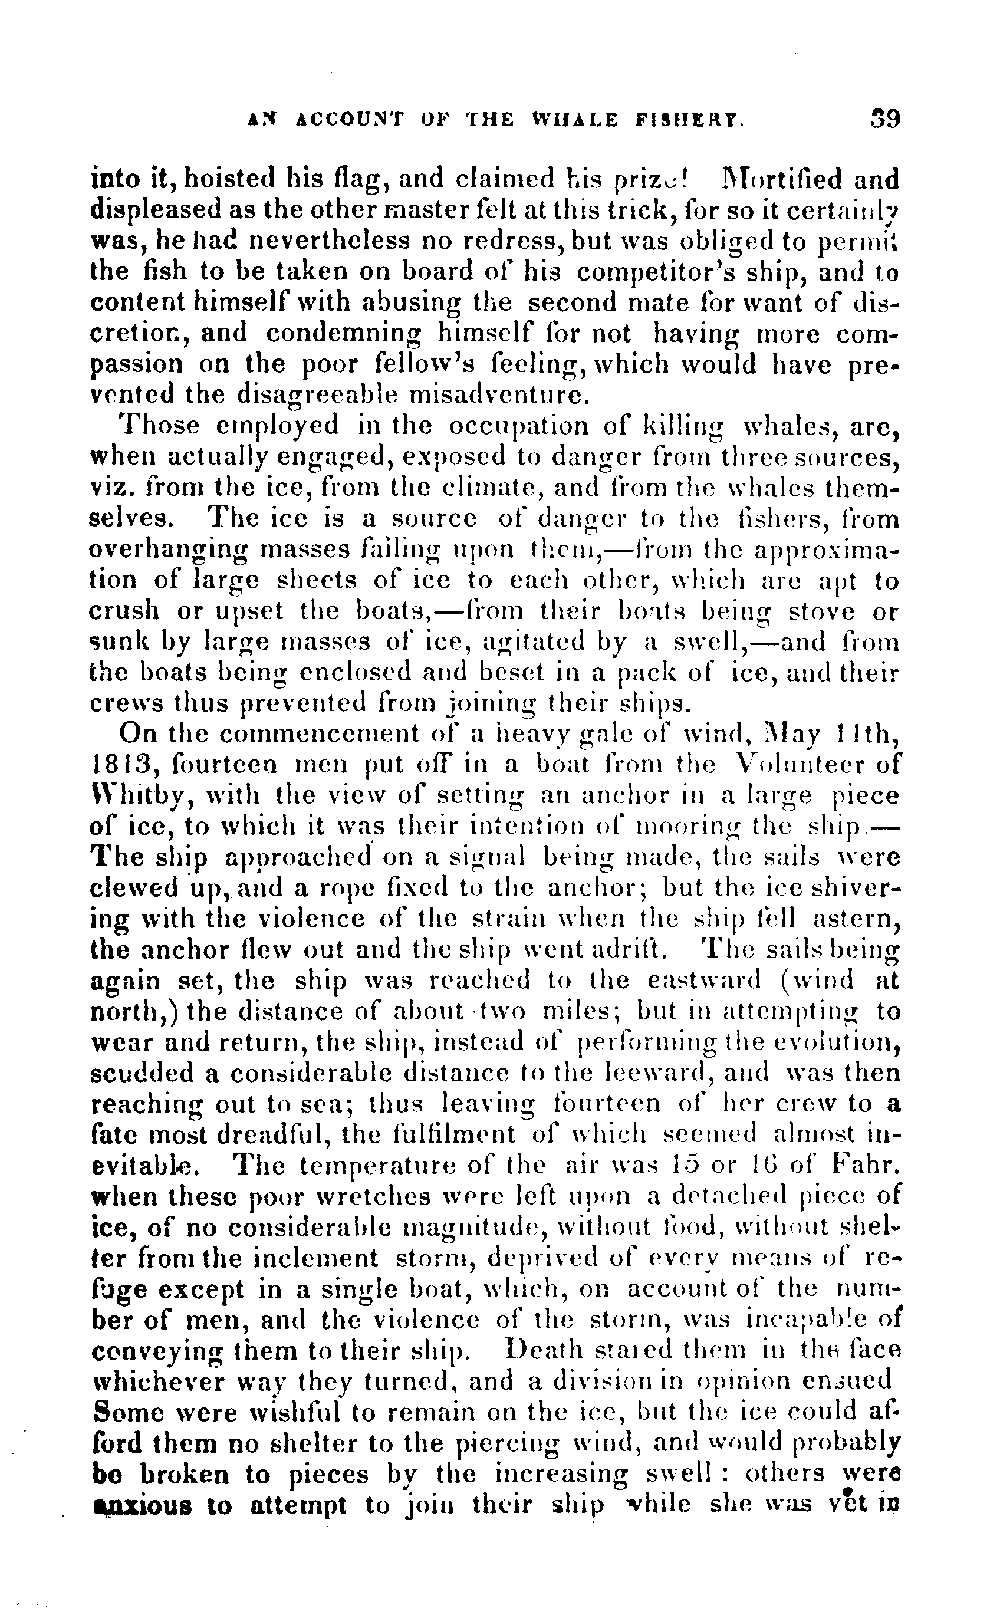 AN ACCOUNT OF THE WHALE FISHERY. 39
into it, hoisted his flag, and claimed his prize! Mortified and
displeased as the other master felt at this trick, for so it certainly
was, he had nevertheless no redress, but was obliged to permit
the fish to be taken on board of his competitor's ship, and to
content himself with abusing the second mate for want of dis-
cretion, and condemning himself for not having more com-
passion on the poor fellow's feeling, which would have pre-
vented the disagreeable misadventure.
Those employed in the occupation of killing whales, are,
when actually engaged, exposed to danger from three sources,
viz. from the ice, from the climate, and from the whales them-
selves. The ice is a source of danger to the fishers, from
overhanging masses falling upon them,—from the approxima-
tion of large sheets of ice to each other, which are apt to
crush or upset the boats,—from their boats being stove or
sunk by large masses of ice, agitated by a swell,—and from
the boats being enclosed and beset in a pack of ice, and their
crews thus prevented from joining their ships.
On the commencement of a heavy gale of wind, May 11th,
1813, fourteen men put off in a boat from the Volunteer of
Whitby, with the view of setting an anchor in a large piece
of ice, to which it was their intention of mooring the ship.—
The ship approached on a signal being made, the sails were
clewed up, and a rope fixed to the anchor; but the ice shiver-
ing with the violence of the strain when the ship fell astern,
the anchor flew out and the ship went adrift. The sails being
again set, the ship was reached to the eastward (wind at
north,) the distance of about two miles; but in attempting to
wear and return, the ship, instead of performing the evolution,
scudded a considerable distance to the leeward, and was then
reaching out to sea; thus leaving fourteen of her crew to a
fate most dreadful, the fulfilment of which seemed almost in-
evitable. The temperature of the air was 15 or 16 of Fahr.
when these poor wretches were left upon a detached piece of
ice, of no considerable magnitude, without food, without shel-
ter from the inclement storm, deprived of every means of re-
fuge except in a single boat, which, on account of the num-
ber of men, and the violence of the storm, was incapable of
conveying them to their ship. Death stared them in the face
whichever way they turned, and a division in opinion ensued
Some were wishful to remain on the ice, but the ice could af-
ford them no shelter to the piercing wind, and would probably
be broken to pieces by the increasing swell: others were
anxious to attempt to join their ship while she was yet in